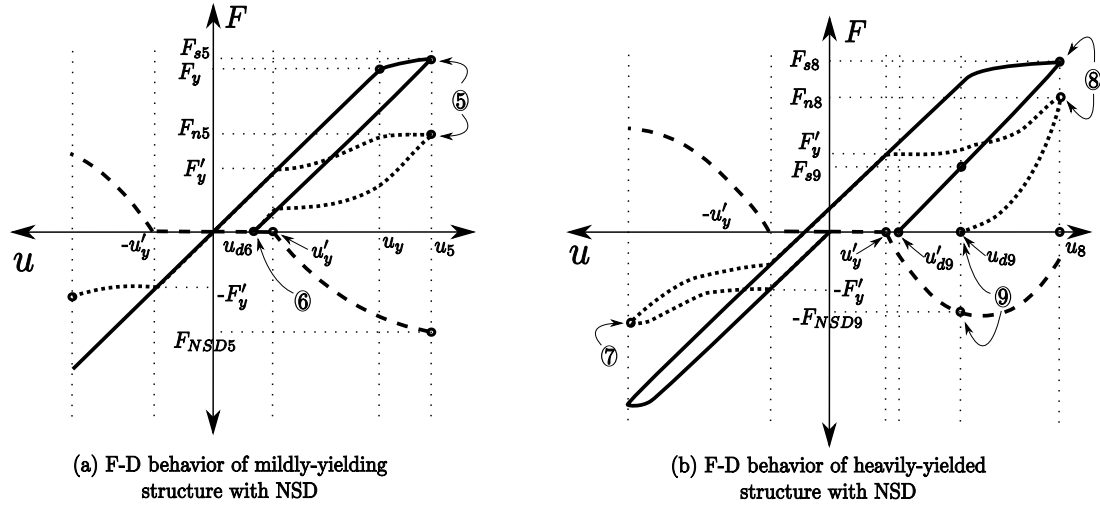 F
F_{s5}
F_y
⑤
F_{n5}
F'_y
-u'_y
u_{d6}
u'_y
u_y
u_5
u
-F'_y
⑥
F_{NSD5}
(a) F-D behavior of mildly-yielding
structure with NSD
F
F_{s8}
⑧
F_{n8}
F'_y
F_{s9}
-u'_y
u'_y
u'_{d9}
u_{d9}
u_8
u
-F'_y
⑨
-F_{NSD9}
⑦
(b) F-D behavior of heavily-yielded
structure with NSD